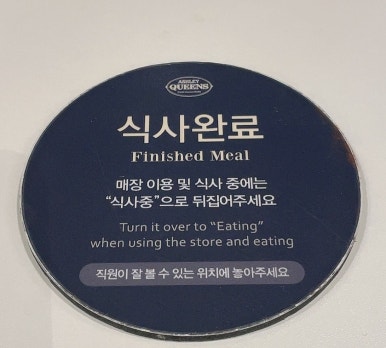 ASHLEY
QUEENS
식사완료
Finished Meal
매장 이용 및 식사 중에는
“식사중”으로 뒤집어주세요
Turn it over to “Eating”
when using the store and eating
직원이 잘 볼 수 있는 위치에 놓아주세요